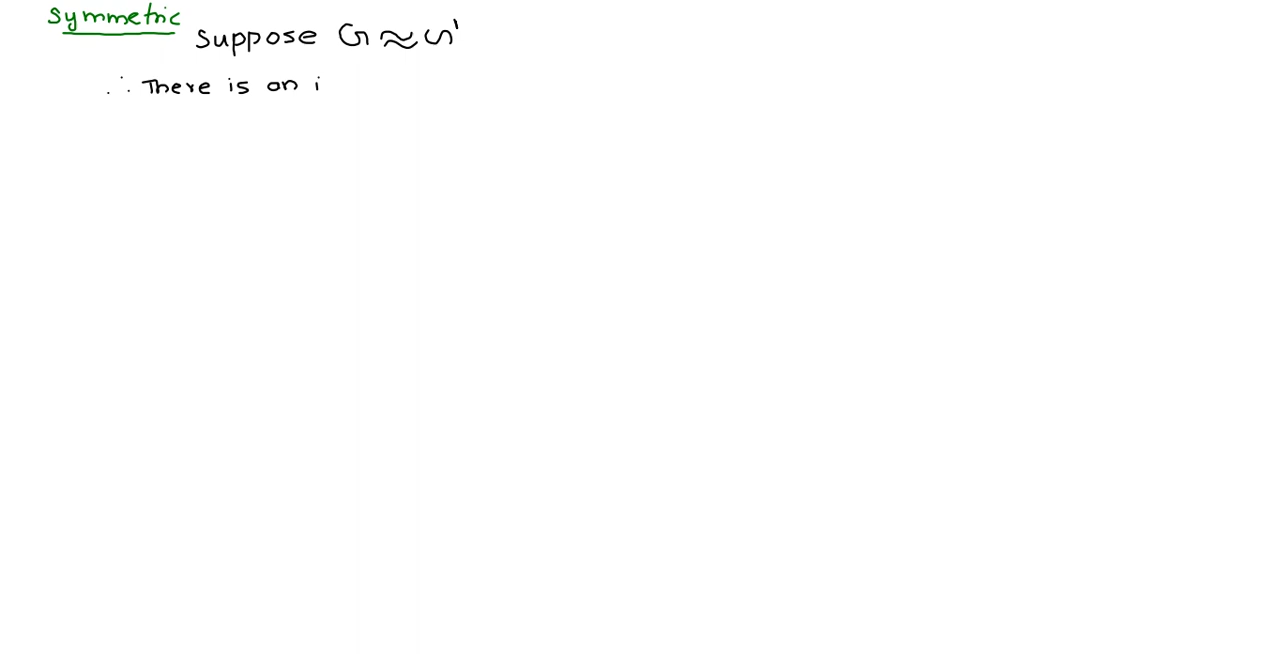 Symmetric
Suppose G ≈ G'
∴ There is an i